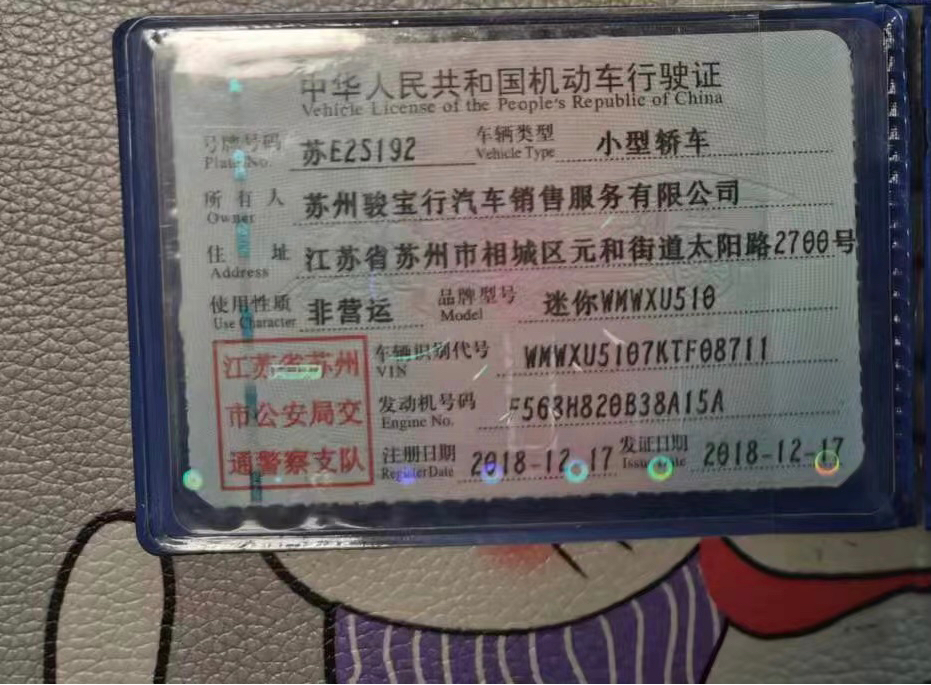 中华人民共和国机动车行驶证
Vehicle License of the People's Republic of China
号牌号码 苏E2S192 车辆类型 小型轿车
Plate No. Vehicle Type
所有人 苏州骏宝行汽车销售服务有限公司
Owner
住址 江苏省苏州市相城区元和街道太阳路2700号
Address
使用性质 非营运 品牌型号 迷你WMWXU510
Use Character Model
江苏省苏州
市公安局交
通警察支队
车辆识别代号 WMWXU5107KTF08711
VIN
发动机号码 F568H820B38A15A
Engine No.
注册日期 2018-12-17 发证日期 2018-12-17
Register Date Issue Date